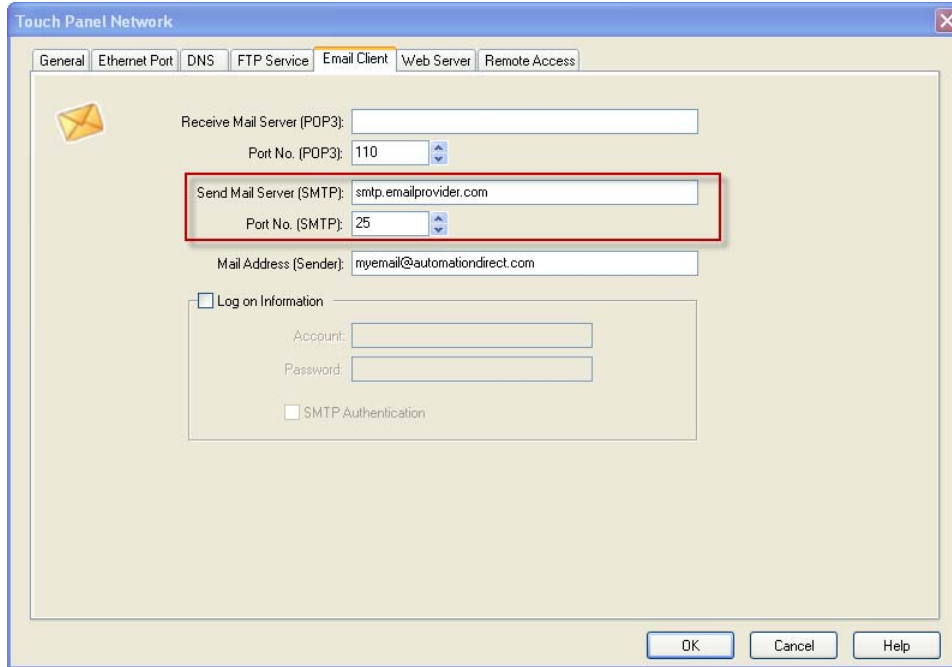 Touch Panel Network
General Ethernet Port DNS FTP Service Email Client Web Server Remote Access
Receive Mail Server (POP3):
Port No. (POP3): 110
Send Mail Server (SMTP): smtp.emailprovider.com
Port No. (SMTP): 25
Mail Address (Sender): myemail@automationdirect.com
Log on Information
Account:
Password:
SMTP Authentication
OK Cancel Help